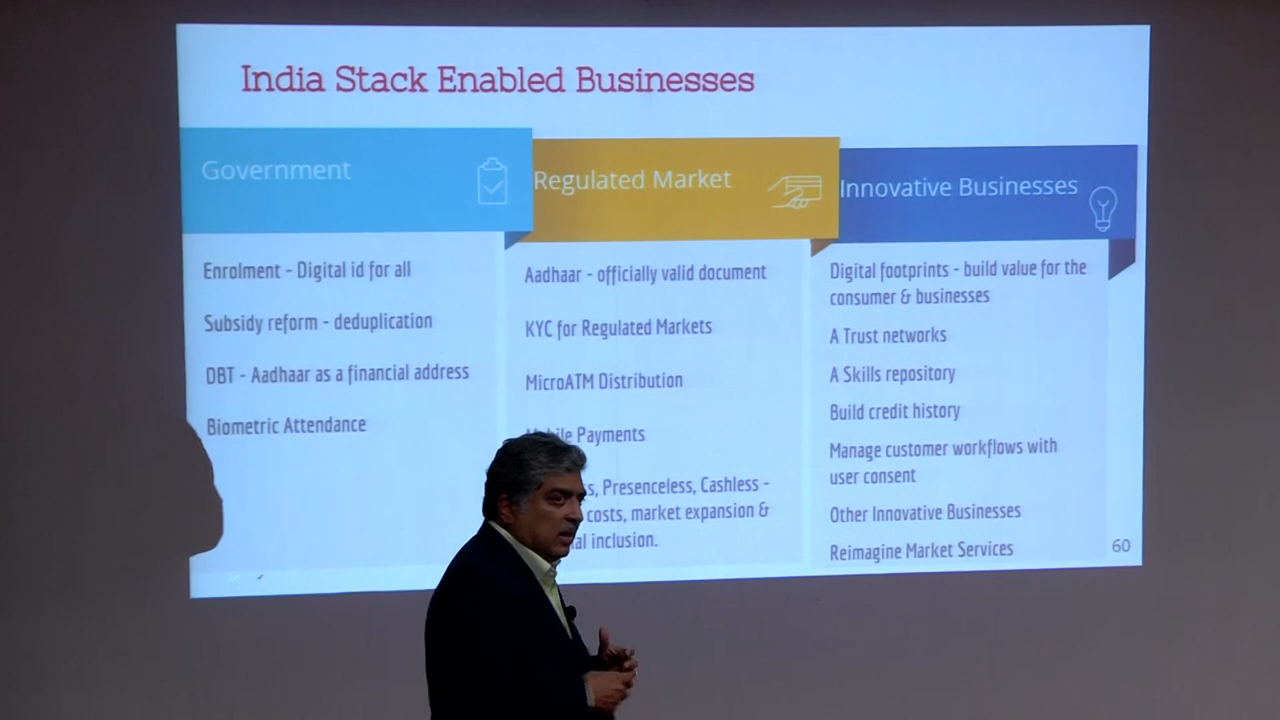 India Stack Enabled Businesses
Government
Regulated Market
Innovative Businesses
Enrolment - Digital id for all
Subsidy reform - deduplication
DBT - Aadhaar as a financial address
Biometric Attendance
Aadhaar - officially valid document
KYC for Regulated Markets
MicroATM Distribution
Payments
Presenceless, Cashless -
costs, market expansion &
inclusion.
Digital footprints - build value for the
consumer & businesses
A Trust networks
A Skills repository
Build credit history
Manage customer workflows with
user consent
Other Innovative Businesses
Reimagine Market Services
60